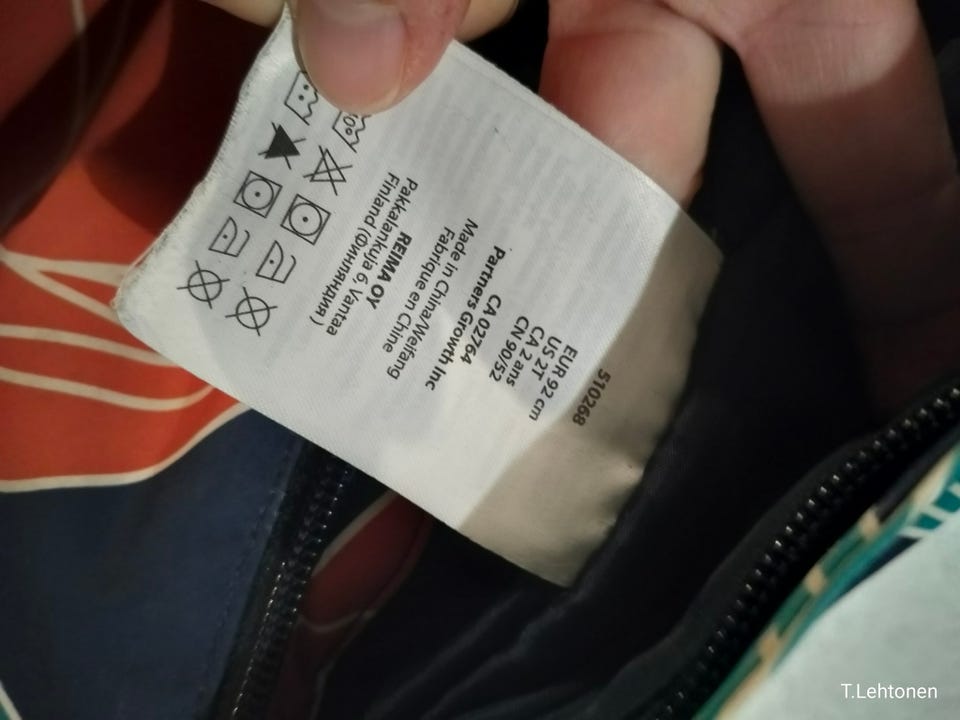 510268
EUR 92 cm
US 2T
CA 2 ans
CN 90/52
CA 02764
Partners Growth Inc
Made in China/Weifang
Fabrique en Chine
REIMA OY
Pakkalankuja 6, Vantaa
Finland (Финляндия)
T.Lehtonen